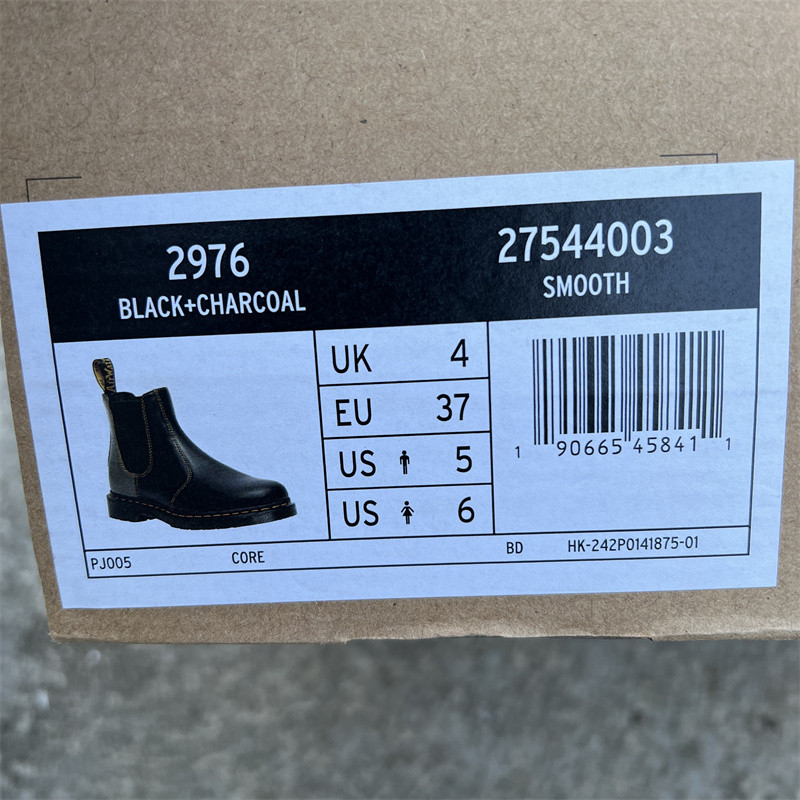 2976
BLACK+CHARCOAL
27544003
SMOOTH
UK 4
EU 37
US 5
US 6
1 90665 45841 1
PJ005 CORE BD HK-242P0141875-01